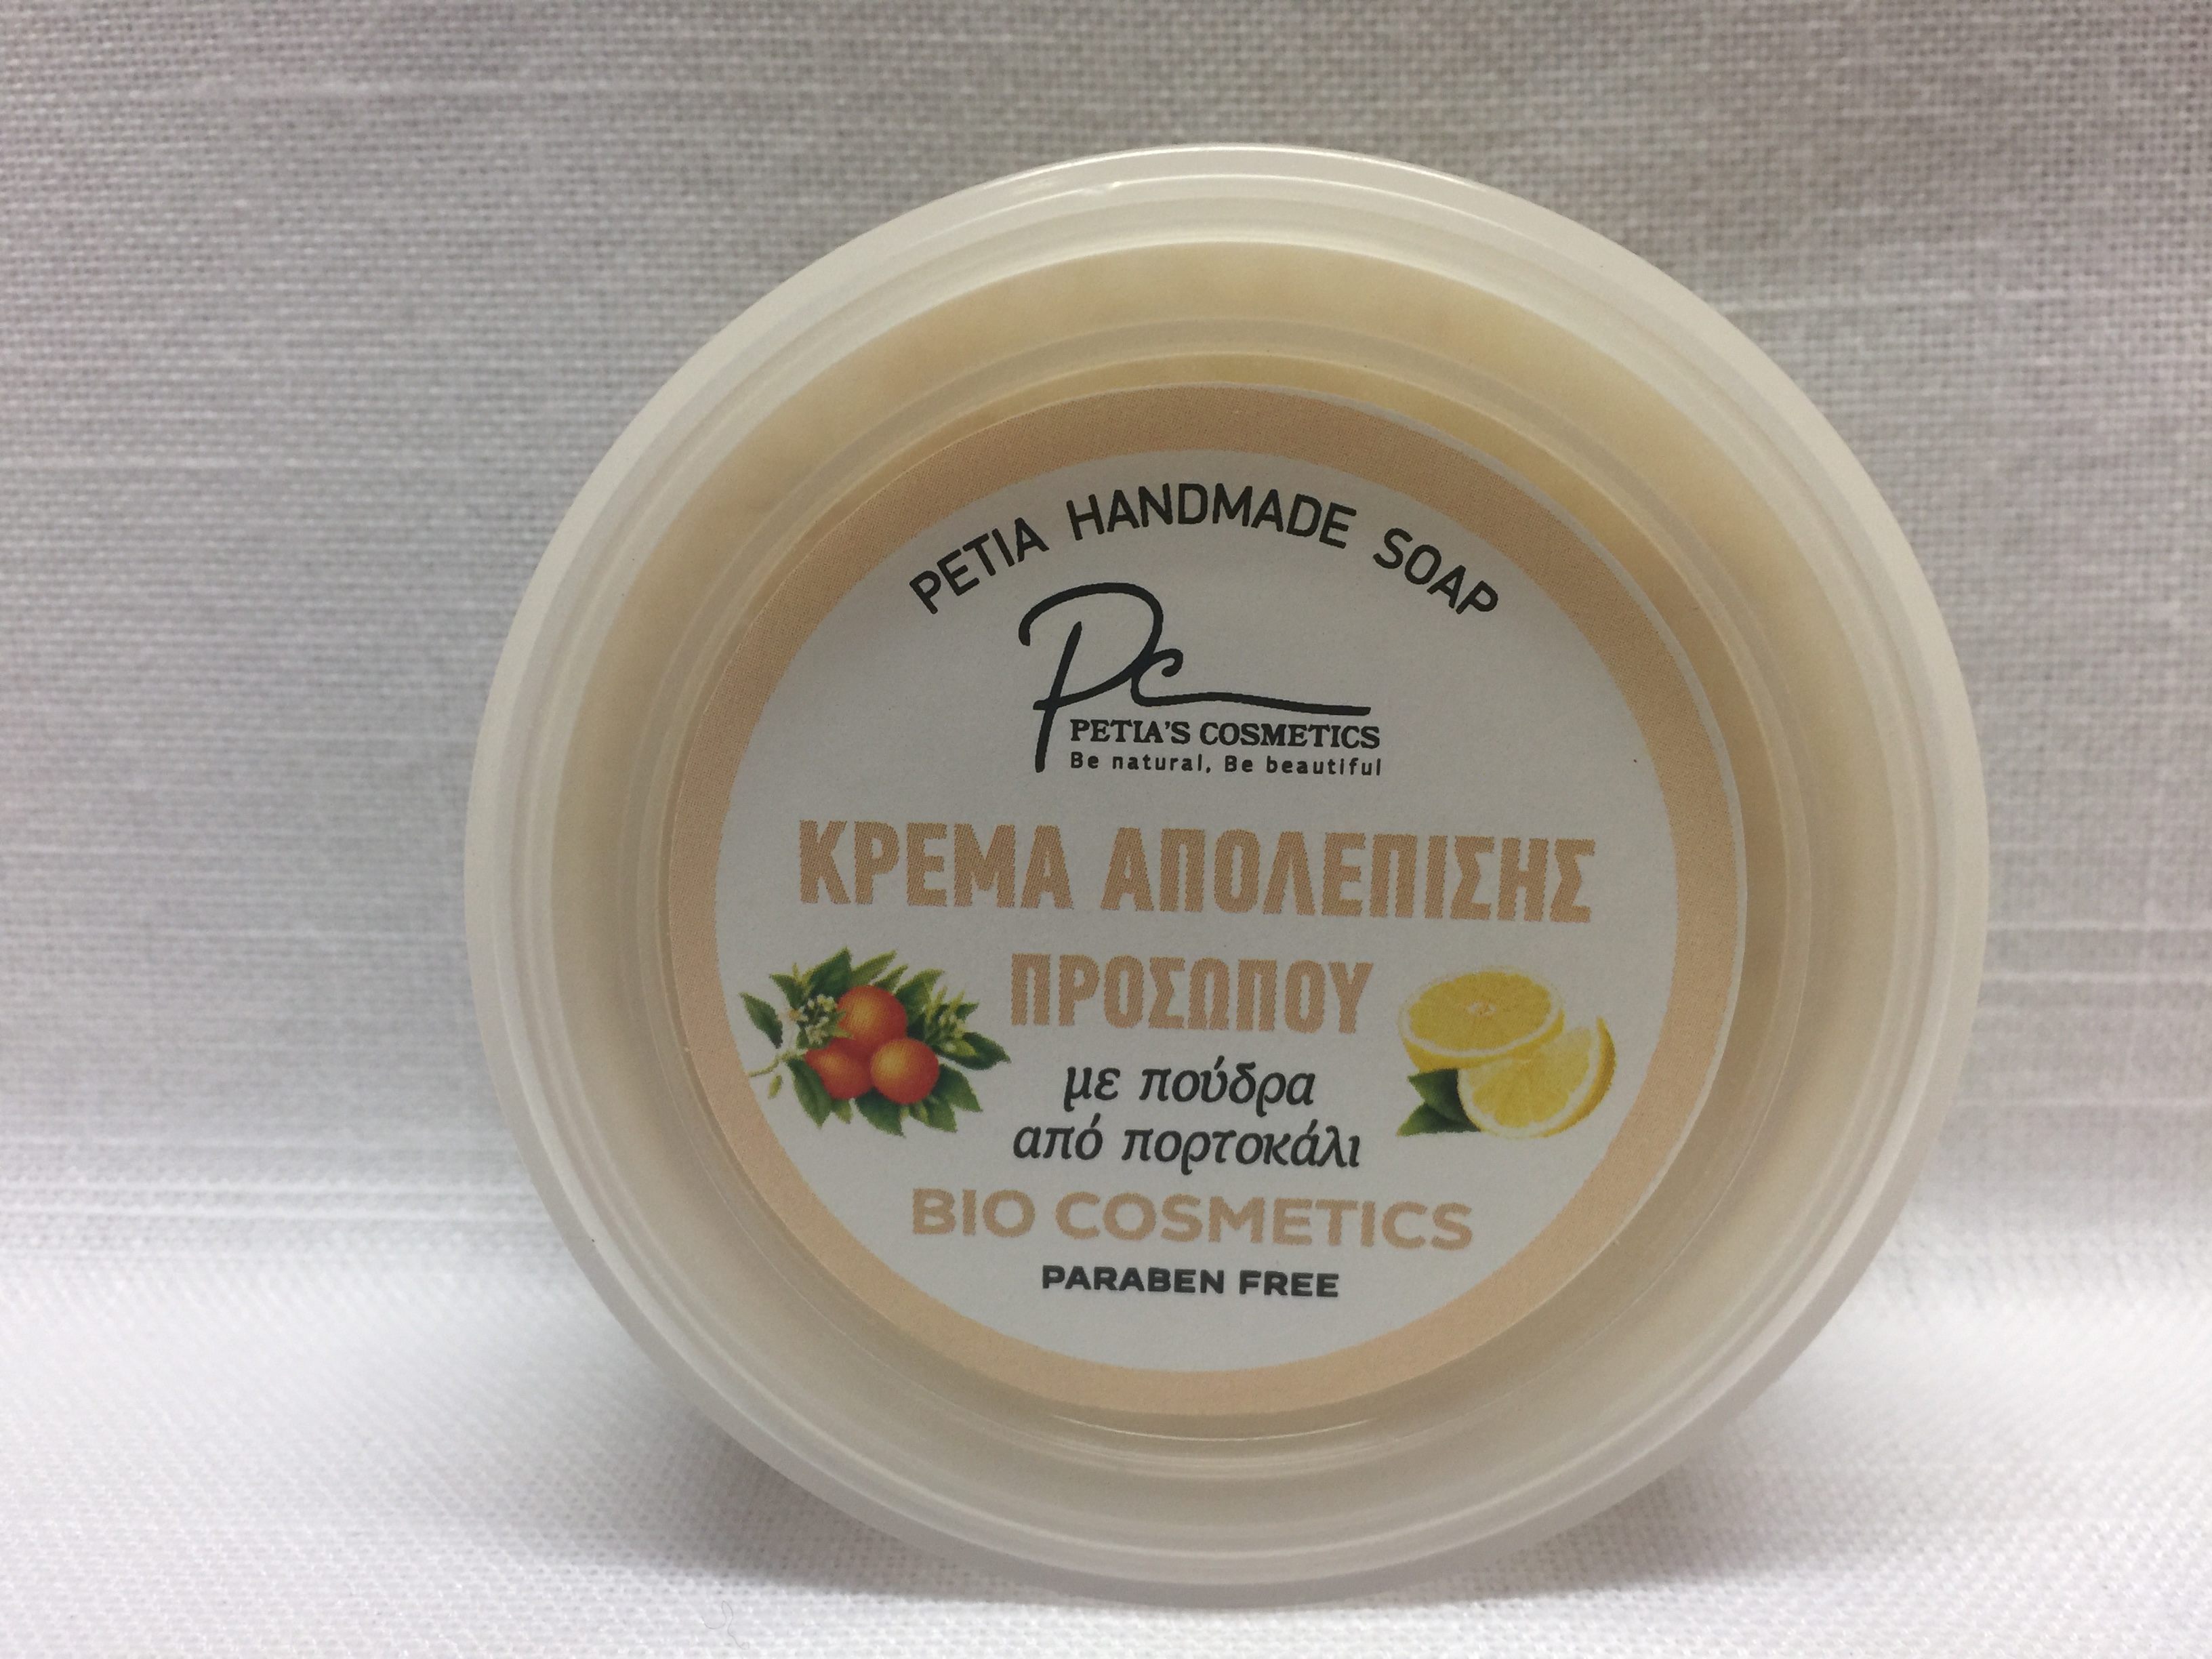 PETIA HANDMADE SOAP
Pc
PETIA'S COSMETICS
Be natural, Be beautiful
ΚΡΕΜΑ ΑΠΟΛΕΠΙΣΗΣ
ΠΡΟΣΩΠΟΥ
με πούδρα
από πορτοκάλι
BIO COSMETICS
PARABEN FREE